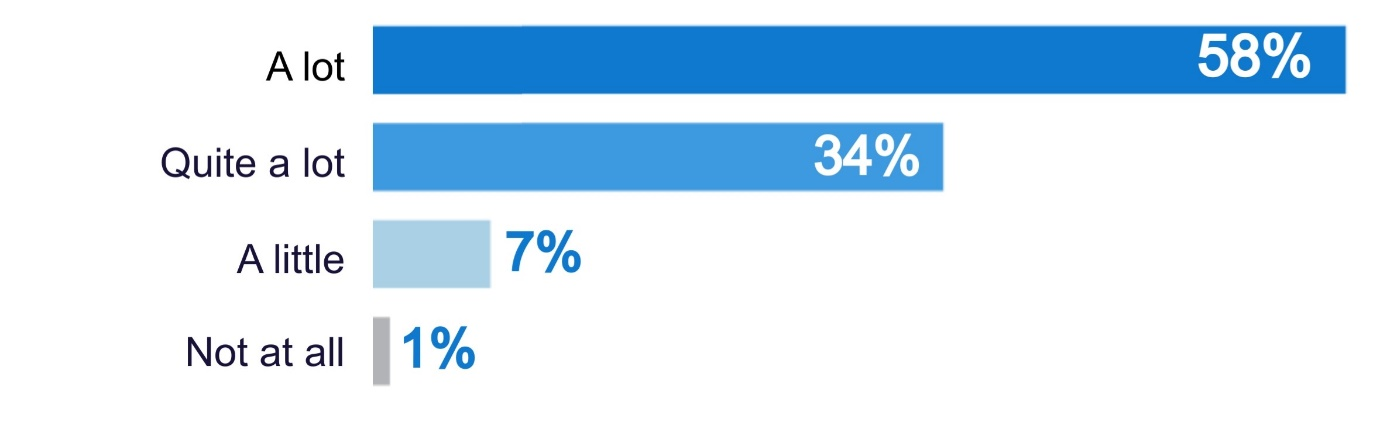 A lot 58%
Quite a lot 34%
A little 7%
Not at all 1%